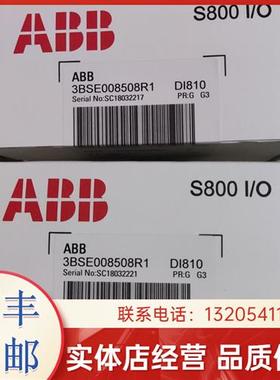 ABB
S800 I/O
ABB
3BSE008508R1 DI810
Serial No:SC18032217 PR:G G3
ABB
S800 I/O
ABB
3BSE008508R1 DI810
Serial No:SC18032221 PR:G G3
丰
邮
联系电话：13205411
实体店经营 品质保